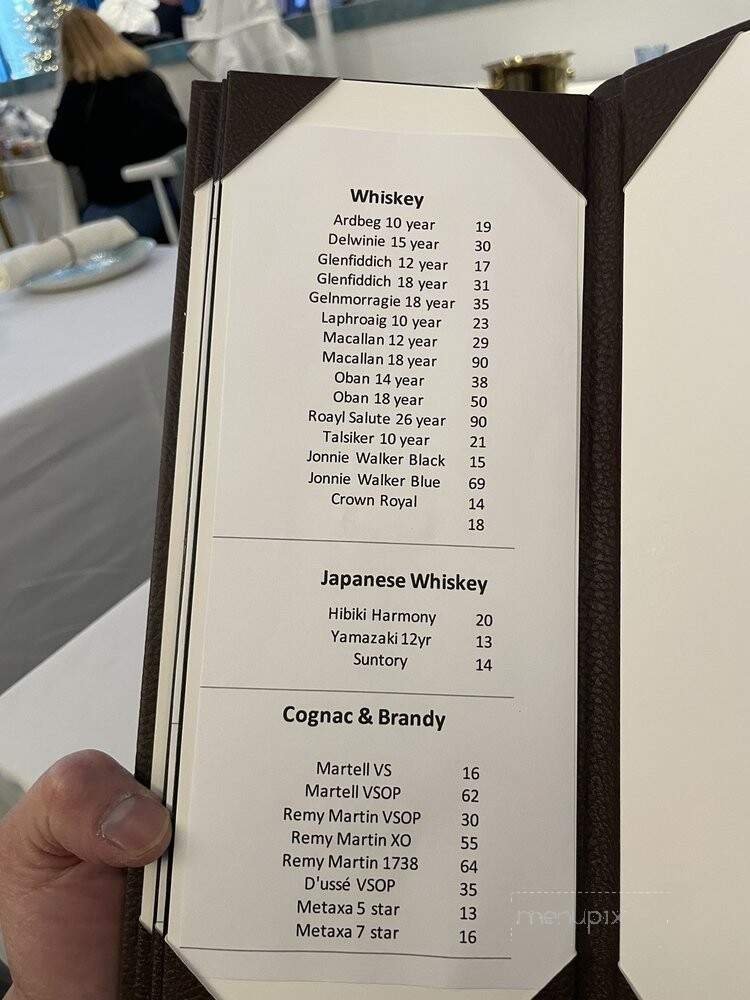 Whiskey
Ardbeg 10 year 19
Delwinie 15 year 30
Glenfiddich 12 year 17
Glenfiddich 18 year 31
Gelnmorragie 18 year 35
Laphroaig 10 year 23
Macallan 12 year 29
Macallan 18 year 90
Oban 14 year 38
Oban 18 year 50
Roayl Salute 26 year 90
Talsiker 10 year 21
Jonnie Walker Black 15
Jonnie Walker Blue 69
Crown Royal 14
18
Japanese Whiskey
Hibiki Harmony 20
Yamazaki 12yr 13
Suntory 14
Cognac & Brandy
Martell VS 16
Martell VSOP 62
Remy Martin VSOP 30
Remy Martin XO 55
Remy Martin 1738 64
D'ussé VSOP 35
Metaxa 5 star 13
Metaxa 7 star 16
menupix